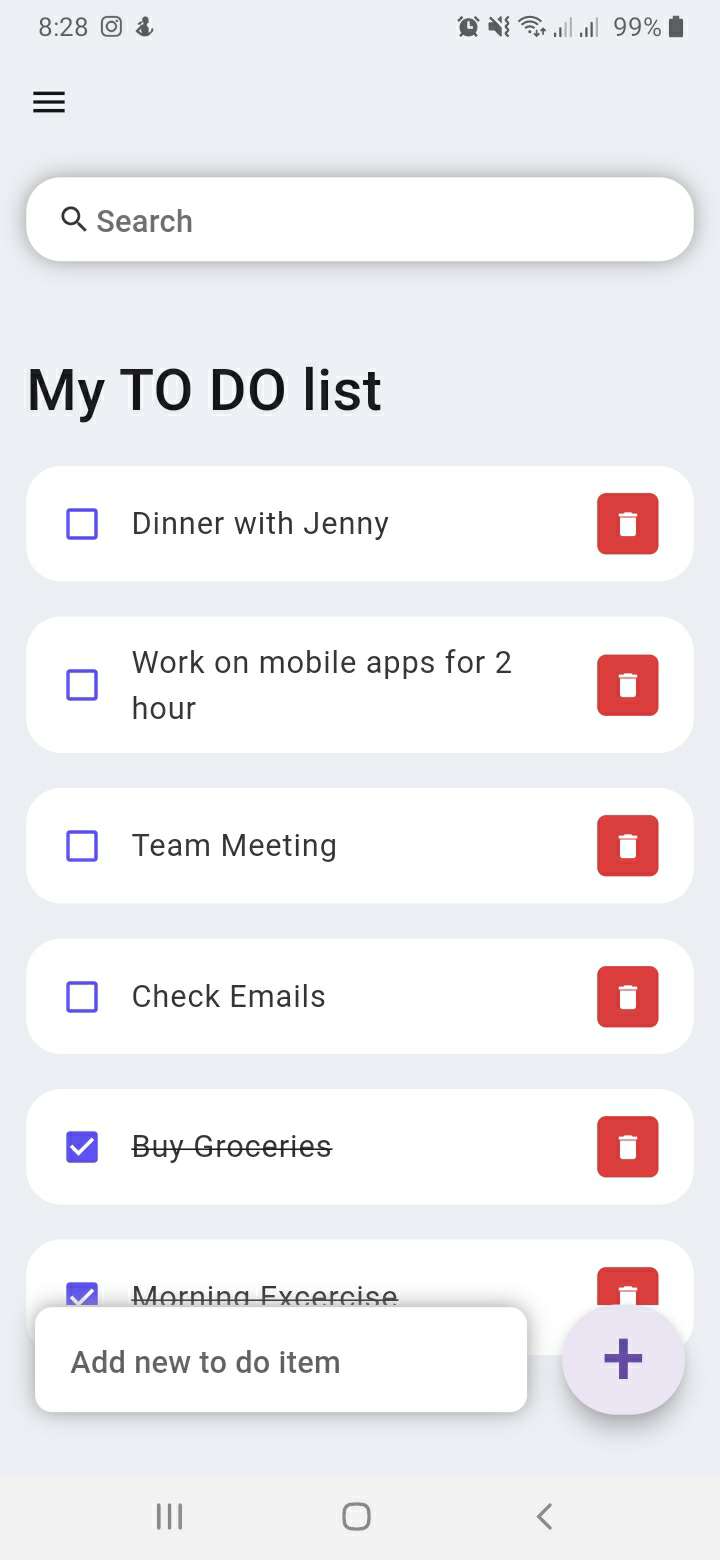 8:28 99%
Search
My TO DO list
Dinner with Jenny
Work on mobile apps for 2
hour
Team Meeting
Check Emails
Buy Groceries
Morning Excercise
Add new to do item